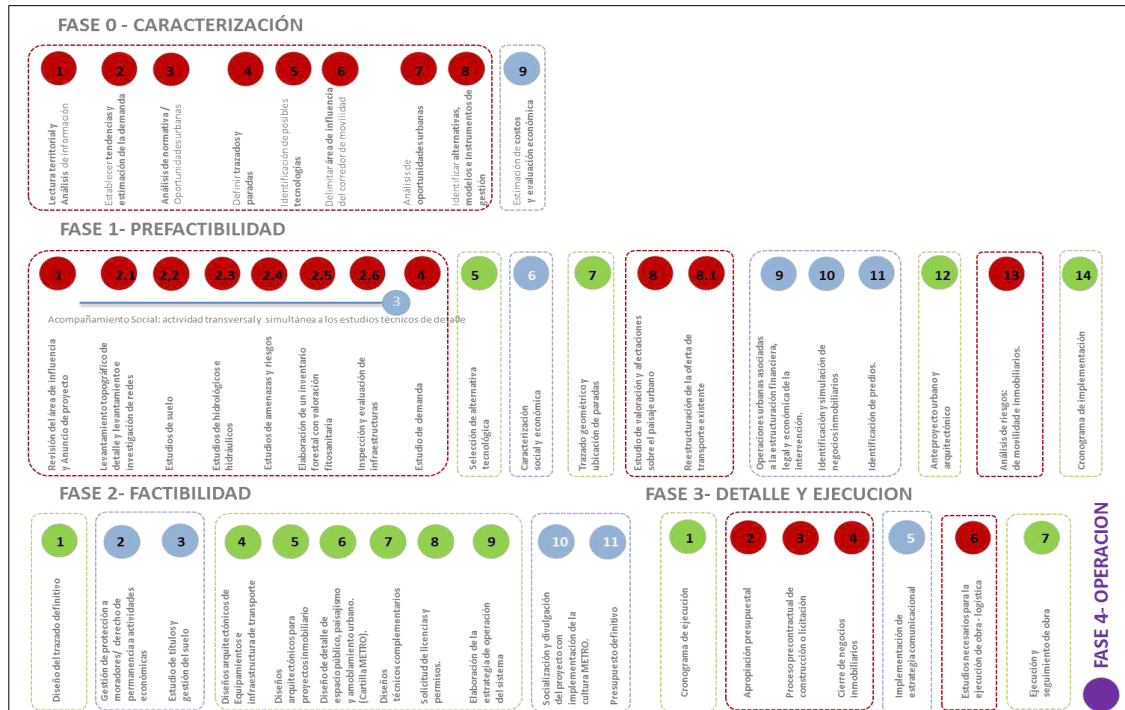 FASE 0 - CARACTERIZACIÓN
1
Lectura territorial y
Análisis de información
2
Establecer tendencias y
estimación de la demanda
3
Análisis de normativa /
Oportunidades urbanas
4
Definir trazados y
paradas
5
Identificación de posibles
tecnologías
6
Delimitar área de influencia
del corredor de movilidad
7
Análisis de
oportunidades urbanas
8
Identificar alternativas,
modelos e Instrumentos de
gestión
9
Estimación de costos
y evaluación económica
FASE 1- PREFACTIBILIDAD
1
Revisión del área de influencia
y Anuncio de proyecto
2.1
Levantamiento topográfico de
detalle y levantamiento e
investigación de redes
2,2
Estudios de suelo
2.3
Estudios de hidrológicos e
hidráulicos
2.4
Estudios de amenazas y riesgos
2.5
Elaboración de un inventario
forestal con valoración
fitosanitaria
2.6
Inspección y evaluación de
infraestructuras
3
Acompañamiento Social: actividad transversal y simultánea a los estudios técnicos de detalle
4
Estudio de demanda
5
Selección de alternativa
tecnológica
6
Caracterización
social y económica
7
Trazado geométrico y
ubicación de paradas
8
Estudio de valoración y afectaciones
sobre el paisaje urbano
8.1
Reestructuración de la oferta de
transporte existente
9
Operaciones urbanas asociadas
a la estructuración financiera,
legal y económica de la
intervención.
10
Identificación y simulación de
negocios inmobiliarios
11
Identificación de predios.
12
Anteproyecto urbano y
arquitectónico
13
Análisis de riesgos:
de movilidad e inmobiliarios.
14
Cronograma de implementación
FASE 2- FACTIBILIDAD
1
Diseño del trazado definitivo
2
Gestión de protección a
moradores/ derecho de
permanencia a actividades
económicas
3
Estudio de títulos y
gestión del suelo
4
Diseños arquitectónicos de
Equipamientos e
infraestructura de transporte
5
Diseños
arquitectónicos para
proyectos inmobiliario
6
Diseño de detalle de
espacio público, paisajismo
y amoblamiento urbano.
(Cartilla METRO).
7
Diseños
técnicos complementarios
8
Solicitud de licencias y
permisos.
9
Elaboración de la
estrategia de operación
del sistema
10
Socialización y divulgación
del proyecto con
implementación de la
cultura METRO.
11
Presupuesto definitivo
FASE 3- DETALLE Y EJECUCION
1
Cronograma de ejecución
2
Apropiación presupuestal
3
Proceso precontractual de
construcción o licitación
4
Cierre de negocios
inmobiliarios
5
Implementación de
estrategia comunicacional
6
Estudios necesarios para la
ejecución de obra - logística
7
Ejecución y
seguimiento de obra
FASE 4- OPERACION